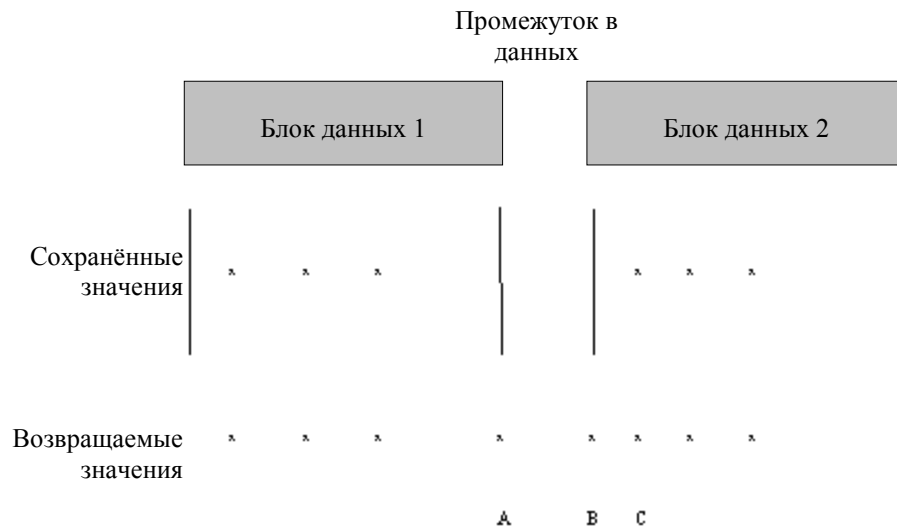 Промежуток в
данных
Блок данных 1
Блок данных 2
Сохранённые
значения
Возвращаемые
значения
A B C